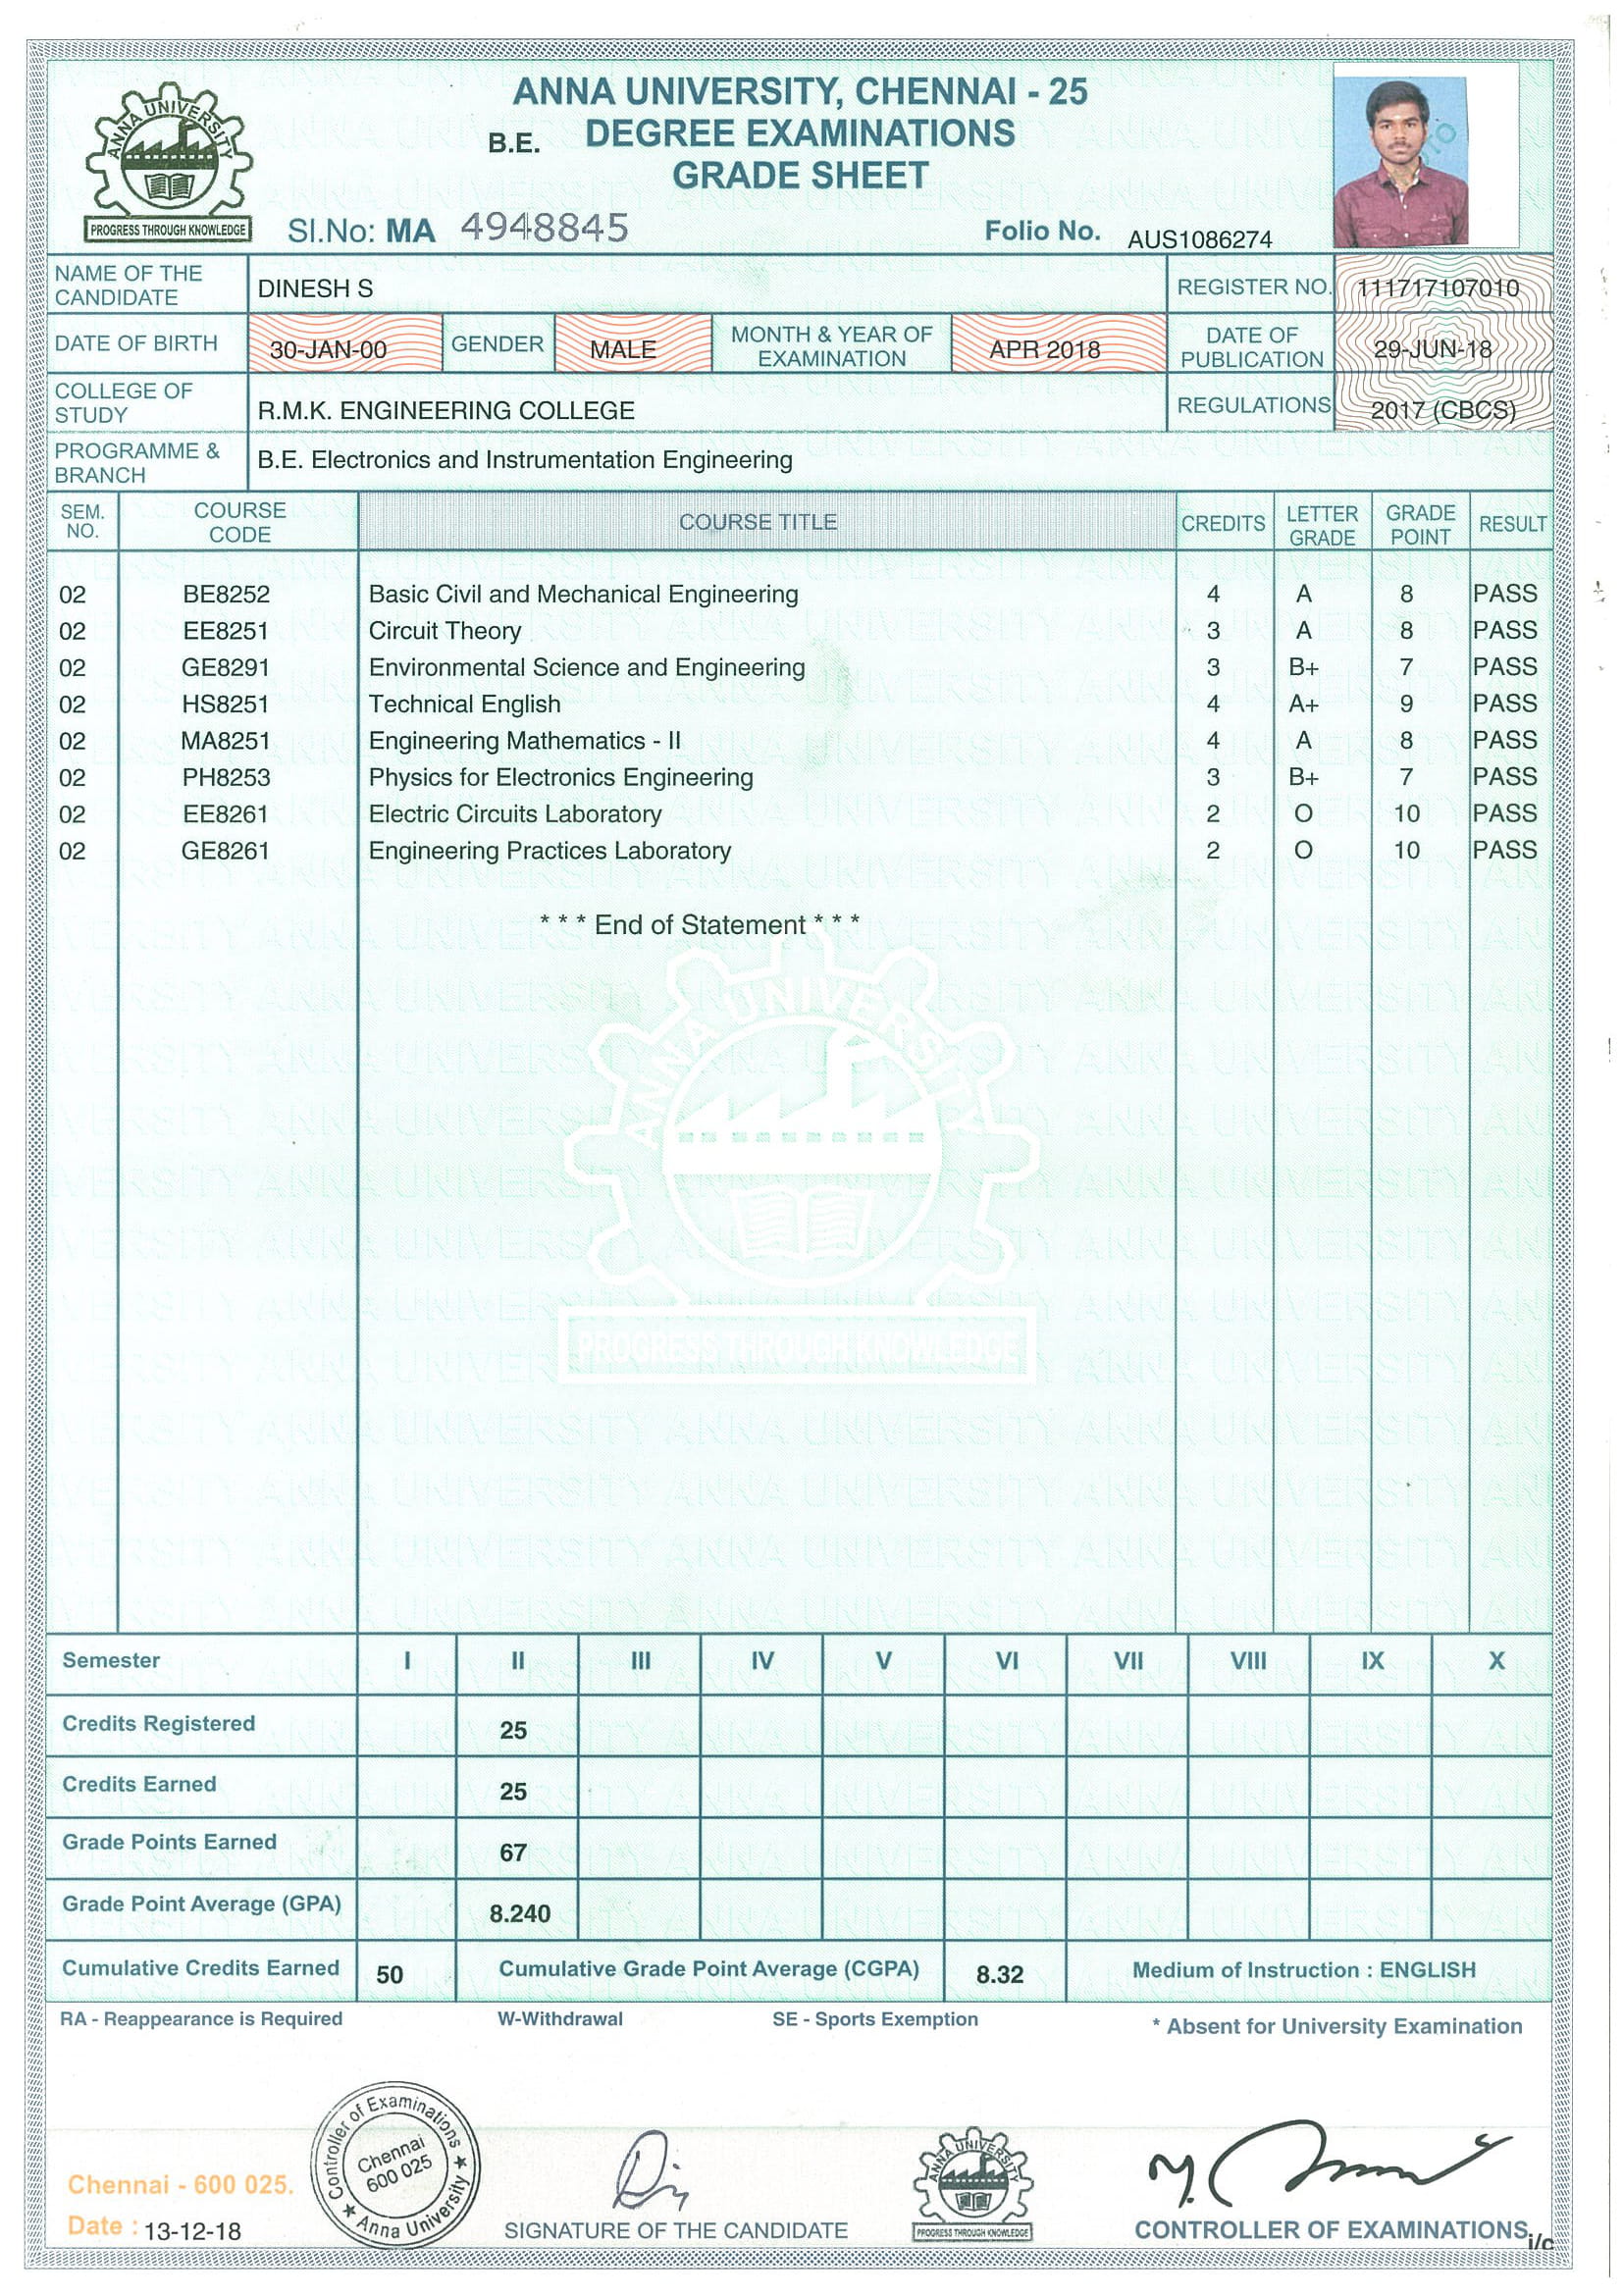 ANNA UNIVERSITY, CHENNAI - 25
B.E. DEGREE EXAMINATIONS
GRADE SHEET
ANNA UNIVERSITY
PROGRESS THROUGH KNOWLEDGE
Sl.No: MA 4948845 Folio No. AUS1086274
NAME OF THE CANDIDATE DINESH S REGISTER NO. 111717107010
DATE OF BIRTH 30-JAN-00 GENDER MALE MONTH & YEAR OF EXAMINATION APR 2018 DATE OF PUBLICATION 29-JUN-18
COLLEGE OF STUDY R.M.K. ENGINEERING COLLEGE REGULATIONS 2017 (CBCS)
PROGRAMME & BRANCH B.E. Electronics and Instrumentation Engineering
SEM. NO. COURSE CODE COURSE TITLE CREDITS LETTER GRADE GRADE POINT RESULT
02 BE8252 Basic Civil and Mechanical Engineering 4 A 8 PASS
02 EE8251 Circuit Theory 3 A 8 PASS
02 GE8291 Environmental Science and Engineering 3 B+ 7 PASS
02 HS8251 Technical English 4 A+ 9 PASS
02 MA8251 Engineering Mathematics - II 4 A 8 PASS
02 PH8253 Physics for Electronics Engineering 3 B+ 7 PASS
02 EE8261 Electric Circuits Laboratory 2 O 10 PASS
02 GE8261 Engineering Practices Laboratory 2 O 10 PASS
* * * End of Statement * * *
ANNA UNIVERSITY
PROGRESS THROUGH KNOWLEDGE
Semester I II III IV V VI VII VIII IX X
Credits Registered 25
Credits Earned 25
Grade Points Earned 67
Grade Point Average (GPA) 8.240
Cumulative Credits Earned 50 Cumulative Grade Point Average (CGPA) 8.32 Medium of Instruction : ENGLISH
RA - Reappearance is Required W-Withdrawal SE - Sports Exemption * Absent for University Examination
Controller of Examinations
Chennai
600 025
Anna University
ANNA UNIVERSITY
PROGRESS THROUGH KNOWLEDGE
Chennai - 600 025.
Date : 13-12-18 SIGNATURE OF THE CANDIDATE CONTROLLER OF EXAMINATIONS i/c